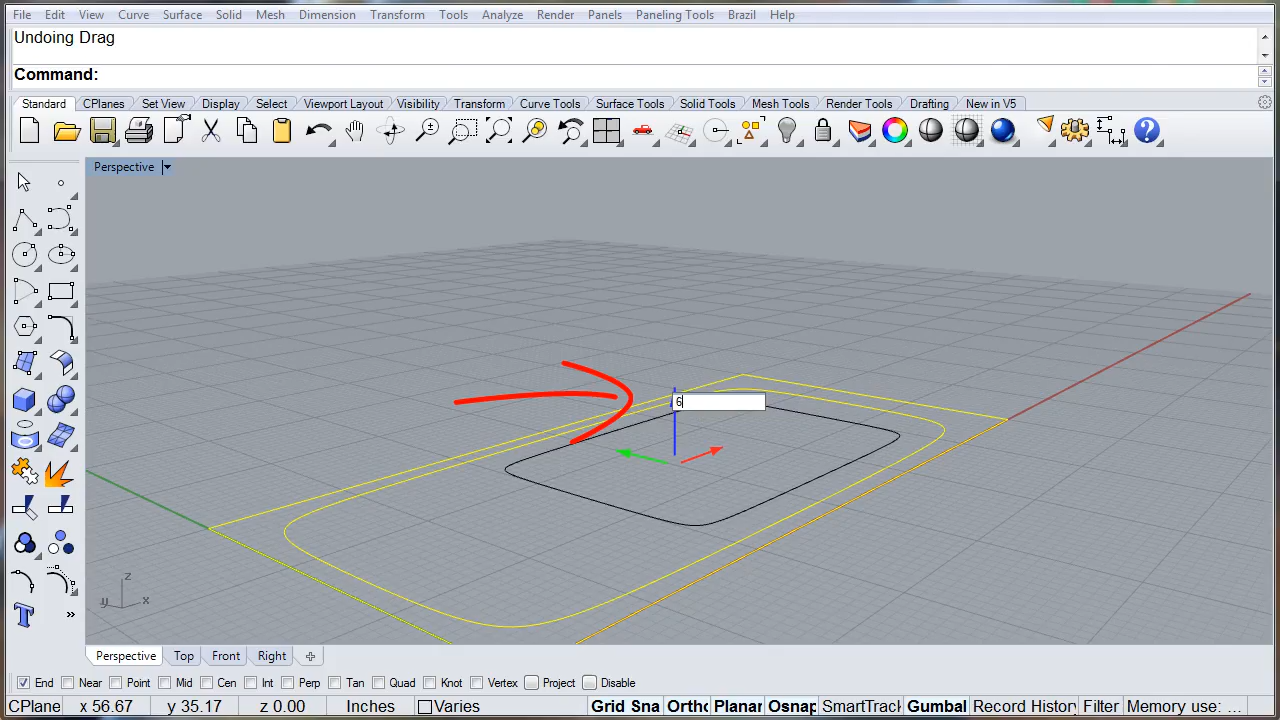 File Edit View Curve Surface Solid Mesh Dimension Transform Tools Analyze Render Panels Paneling Tools Brazil Help
Undoing Drag
Command:
Standard CPlanes Set View Display Select Viewport Layout Visibility Transform Curve Tools Surface Tools Solid Tools Mesh Tools Render Tools Drafting New in V5
Perspective
6
z
y x
Perspective Top Front Right
End Near Point Mid Cen Int Perp Tan Quad Knot Vertex Project Disable
CPlane x 56.67 y 35.17 z 0.00 Inches Varies Grid Sna Ortho Planar Osnap SmartTrack Gumbal Record History Filter Memory use: ...